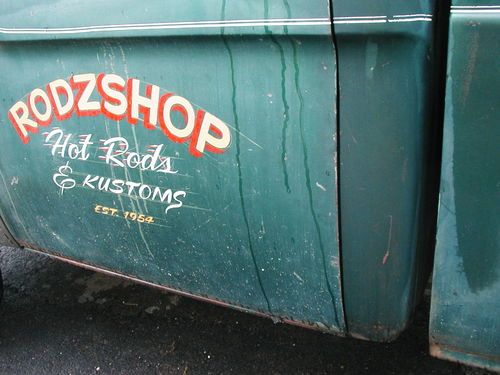 RODZSHOP
Hot Rods
& KUSTOMS
EST. 1954